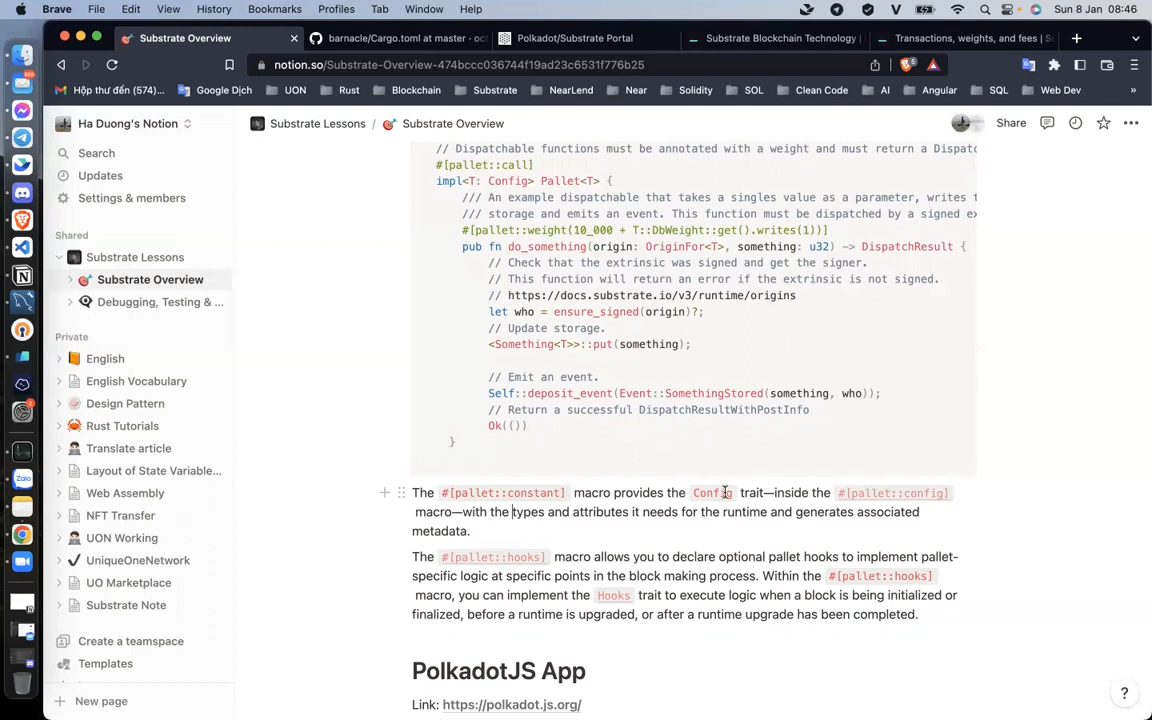 Brave File Edit View History Bookmarks Profiles Tab Window Help Sun 8 Jan 08:46
Substrate Overview barnacle/Cargo.toml at master · oct Polkadot/Substrate Portal Substrate Blockchain Technology | Transactions, weights, and fees | Su
notion.so/Substrate-Overview-474bccc036744f19ad23c6531f776b25
Hộp thư đến (574)... Google Dịch UON Rust Blockchain Substrate NearLend Near Solidity SOL Clean Code AI Angular SQL Web Dev »
Ha Duong's Notion
Search
Updates
Settings & members
Shared
Substrate Lessons
Substrate Overview
Debugging, Testing & ...
Private
English
English Vocabulary
Design Pattern
Rust Tutorials
Translate article
Layout of State Variable...
Web Assembly
NFT Transfer
UON Working
UniqueOneNetwork
UO Marketplace
Substrate Note
Create a teamspace
Templates
New page
Substrate Lessons / Substrate Overview Share
// Dispatchable functions must be annotated with a weight and must return a Dispatc
#[pallet::call]
impl<T: Config> Pallet<T> {
/// An example dispatchable that takes a singles value as a parameter, writes t
/// storage and emits an event. This function must be dispatched by a signed ex
#[pallet::weight(10_000 + T::DbWeight::get().writes(1))]
pub fn do_something(origin: OriginFor<T>, something: u32) -> DispatchResult {
// Check that the extrinsic was signed and get the signer.
// This function will return an error if the extrinsic is not signed.
// https://docs.substrate.io/v3/runtime/origins
let who = ensure_signed(origin)?;
// Update storage.
<Something<T>>::put(something);
// Emit an event.
Self::deposit_event(Event::SomethingStored(something, who));
// Return a successful DispatchResultWithPostInfo
Ok(())
}
The #[pallet::constant] macro provides the Config trait—inside the #[pallet::config]
macro—with the types and attributes it needs for the runtime and generates associated
metadata.
The #[pallet::hooks] macro allows you to declare optional pallet hooks to implement pallet-
specific logic at specific points in the block making process. Within the #[pallet::hooks]
macro, you can implement the Hooks trait to execute logic when a block is being initialized or
finalized, before a runtime is upgraded, or after a runtime upgrade has been completed.
PolkadotJS App
Link: https://polkadot.js.org/
?